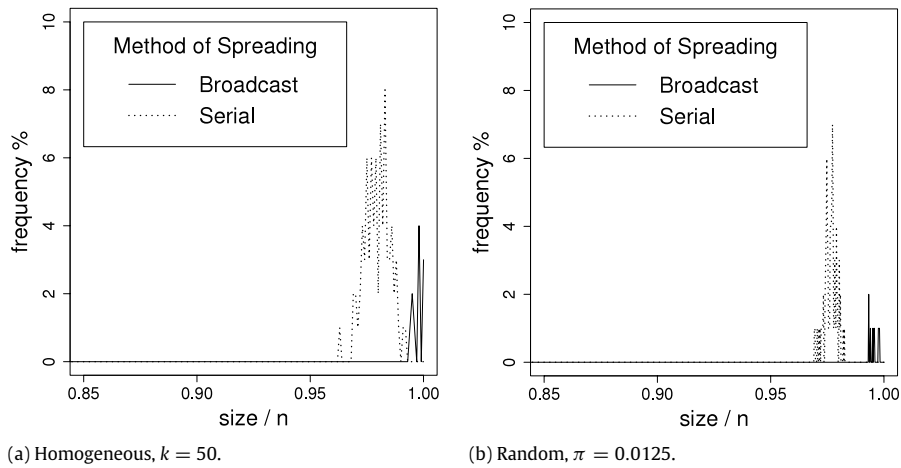 Method of Spreading
Broadcast
Serial
frequency %
10
8
6
4
2
0
0.85 0.90 0.95 1.00
size / n
(a) Homogeneous, k = 50.
Method of Spreading
Broadcast
Serial
frequency %
10
8
6
4
2
0
0.85 0.90 0.95 1.00
size / n
(b) Random, π = 0.0125.